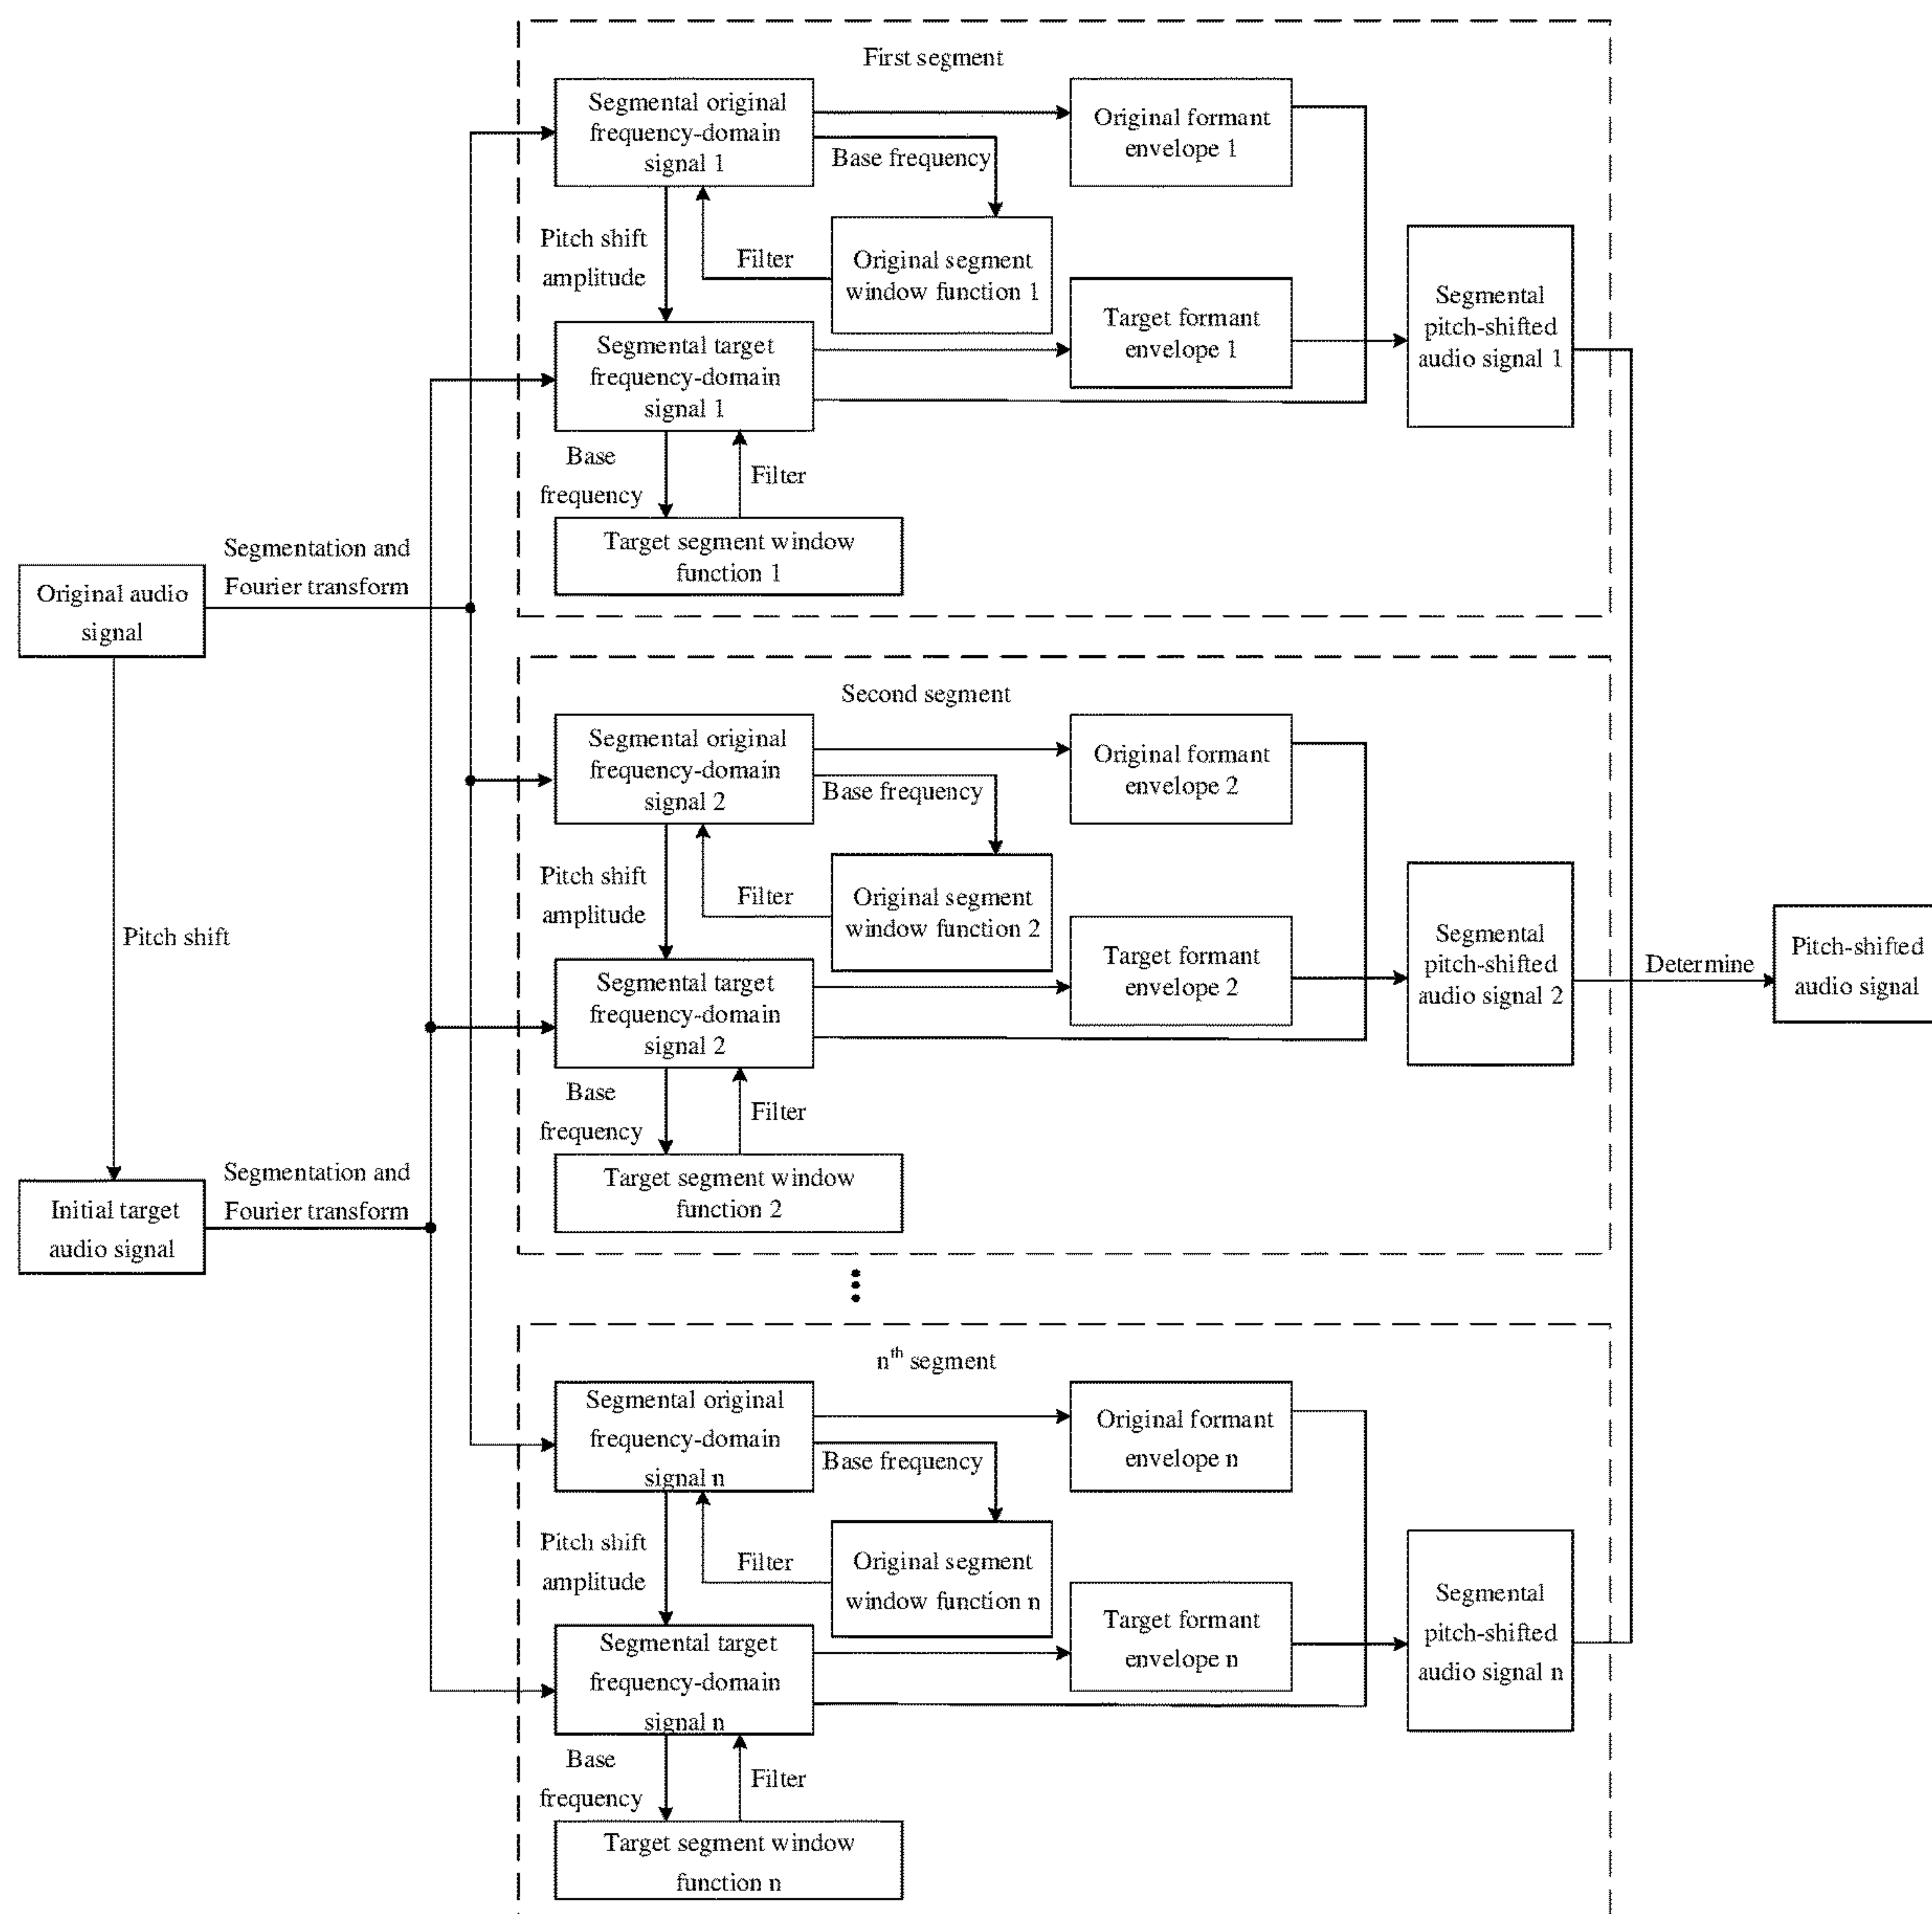 Original audio
signal
Segmentation and
Fourier transform
Pitch shift
Initial target
audio signal
Segmentation and
Fourier transform
First segment
Segmental original
frequency-domain
signal 1
Base frequency
Original formant
envelope 1
Pitch shift
amplitude
Filter
Original segment
window function 1
Segmental target
frequency-domain
signal 1
Target formant
envelope 1
Segmental
pitch-shifted
audio signal 1
Base
frequency
Filter
Target segment window
function 1
Second segment
Segmental original
frequency-domain
signal 2
Base frequency
Original formant
envelope 2
Pitch shift
amplitude
Filter
Original segment
window function 2
Segmental target
frequency-domain
signal 2
Target formant
envelope 2
Segmental
pitch-shifted
audio signal 2
Base
frequency
Filter
Target segment window
function 2
nth segment
Segmental original
frequency-domain
signal n
Base frequency
Original formant
envelope n
Pitch shift
amplitude
Filter
Original segment
window function n
Segmental target
frequency-domain
signal n
Target formant
envelope n
Segmental
pitch-shifted
audio signal n
Base
frequency
Filter
Target segment window
function n
Determine
Pitch-shifted
audio signal